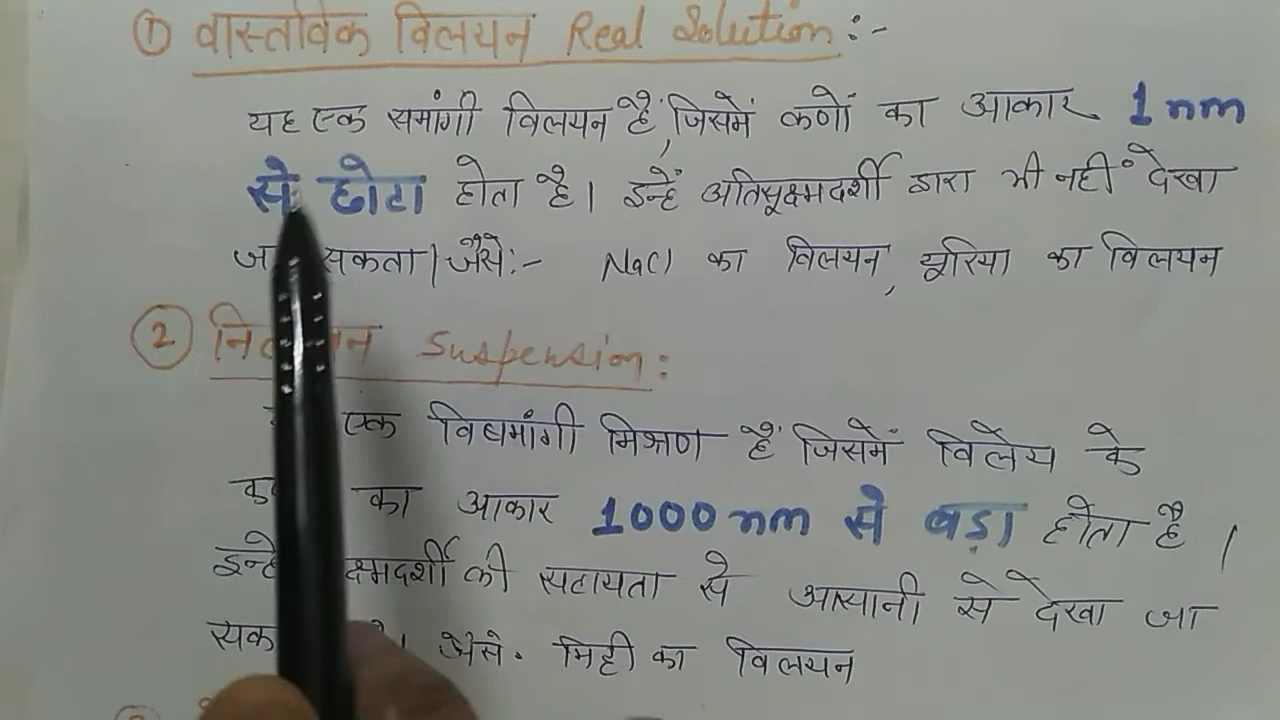 ① वास्तविक विलयन Real Solution :-
यह एक समांगी विलयन है, जिसमें कणों का आकार 1 nm
से छोटा होता है। इन्हें अतिसूक्ष्मदर्शी द्वारा भी नहीं देखा
सकता। जैसे:- NaCl का विलयन, यूरिया का विलयन
② Suspension :
एक विषमांगी मिश्रण है जिसमें विलेय के
का आकार 1000 nm से बड़ा होता है।
की सहायता से आसानी से देखा जा
जैसे. मिट्टी का विलयन